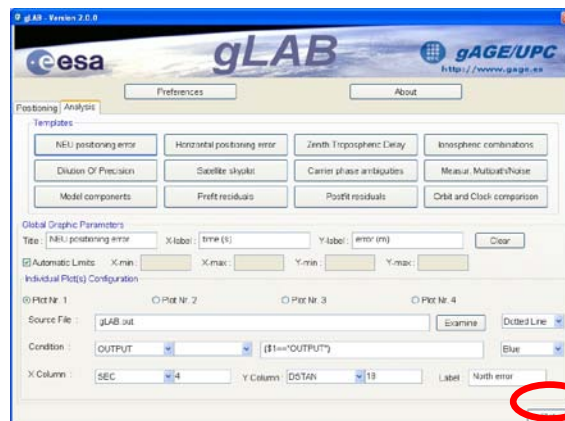 gLAB - Version 2.0.0
esa
gLAB
gAGE/UPC
http://www.gage.es
Preferences
About
Positioning
Analysis
Templates
NEU positioning error
Horizontal positioning error
Zenith Tropospheric Delay
Ionospheric combinations
Dilution Of Precision
Satellite skyplot
Carrier phase ambiguities
Measur. Multipath/Noise
Model components
Prefit residuals
Postfit residuals
Orbit and Clock comparison
Global Graphic Parameters
Title : NEU positioning error X-label : time (s) Y-label : error (m) Clear
Automatic Limits X-min : X-max : Y-min : Y-max :
Individual Plot(s) Configuration
Plot Nr. 1 Plot Nr. 2 Plot Nr. 3 Plot Nr. 4
Source File : gLAB.out Examine Dotted Line
Condition : OUTPUT ($1=="OUTPUT") Blue
X Column : SEC 4 Y Column : DSTAN 18 Label : North error